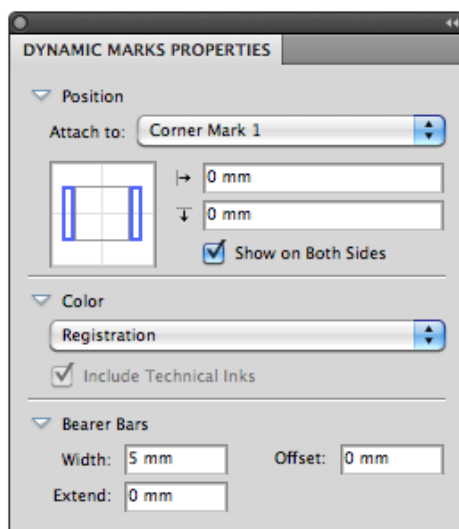 DYNAMIC MARKS PROPERTIES
Position
Attach to: Corner Mark 1
0 mm
0 mm
Show on Both Sides
Color
Registration
Include Technical Inks
Bearer Bars
Width: 5 mm Offset: 0 mm
Extend: 0 mm